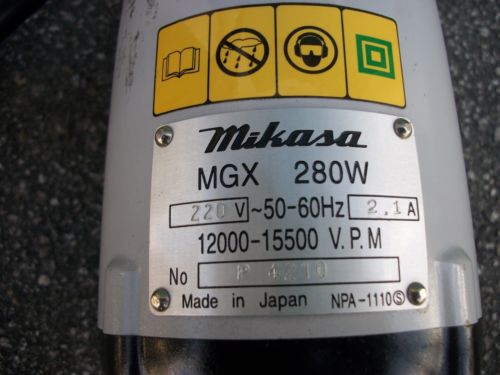 mikasa
MGX 280W
220 V ~50-60Hz 2.1 A
12000-15500 V.P.M
No P 4210
Made in Japan NPA-1110Ⓢ